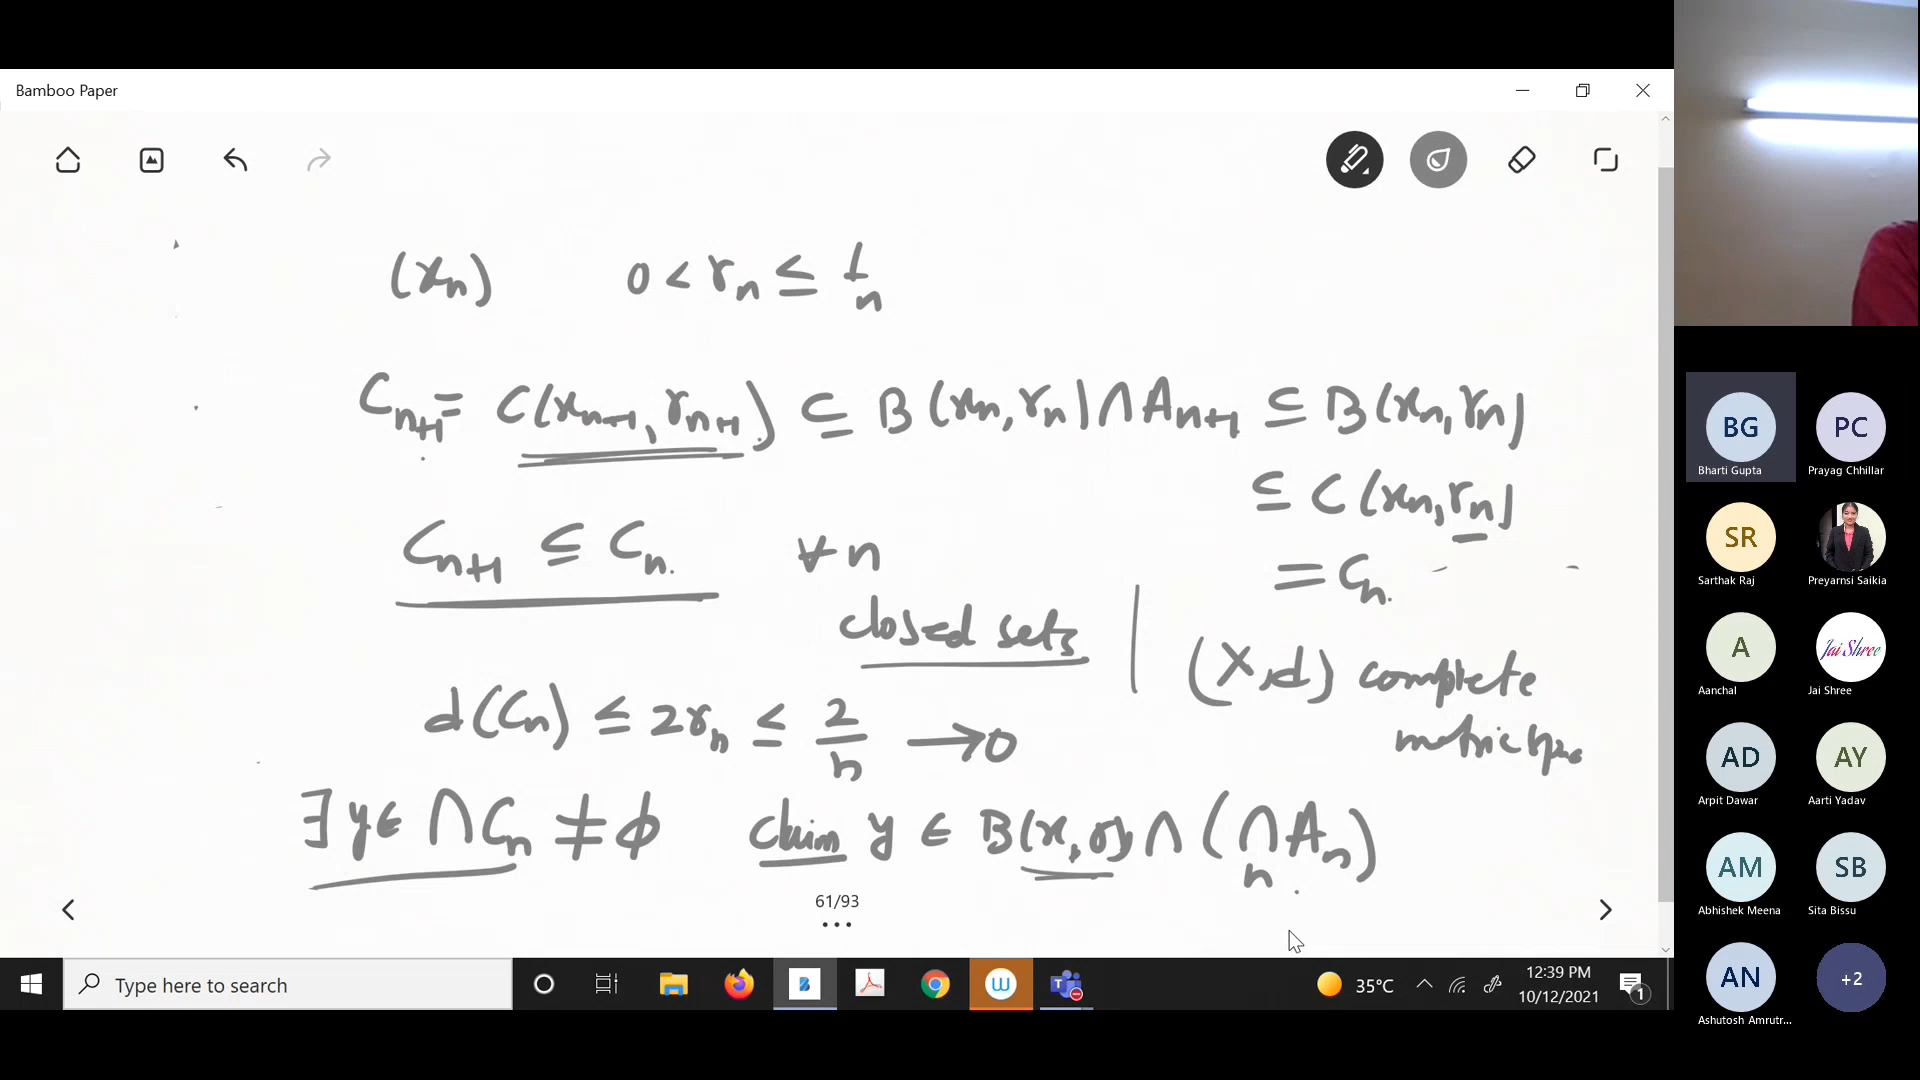 Bamboo Paper
(xₙ) 0 < rₙ ≤ 1/n
Cₙ₊₁ = C(xₙ₊₁, rₙ₊₁) ⊆ B(xₙ, rₙ) ∩ Aₙ₊₁ ⊆ B(xₙ, rₙ)
⊆ C(xₙ, rₙ)
Cₙ₊₁ ⊆ Cₙ. ∀ n
= Cₙ.
closed sets
(X,d) complete
metric
d(Cₙ) ≤ 2rₙ ≤ 2/n → 0
∃ y ∈ ∩Cₙ ≠ φ claim y ∈ B(x, r) ∩ (∩ Aₙ)
n
61/93
Type here to search
35°C
12:39 PM
10/12/2021
1
BG
Bharti Gupta
PC
Prayag Chhillar
SR
Sarthak Raj
Preyarnsi Saikia
A
Aanchal
Jai Shree
Jai Shree
AD
Arpit Dawar
AY
Aarti Yadav
AM
Abhishek Meena
SB
Sita Bissu
AN
Ashutosh Amrutr...
+2